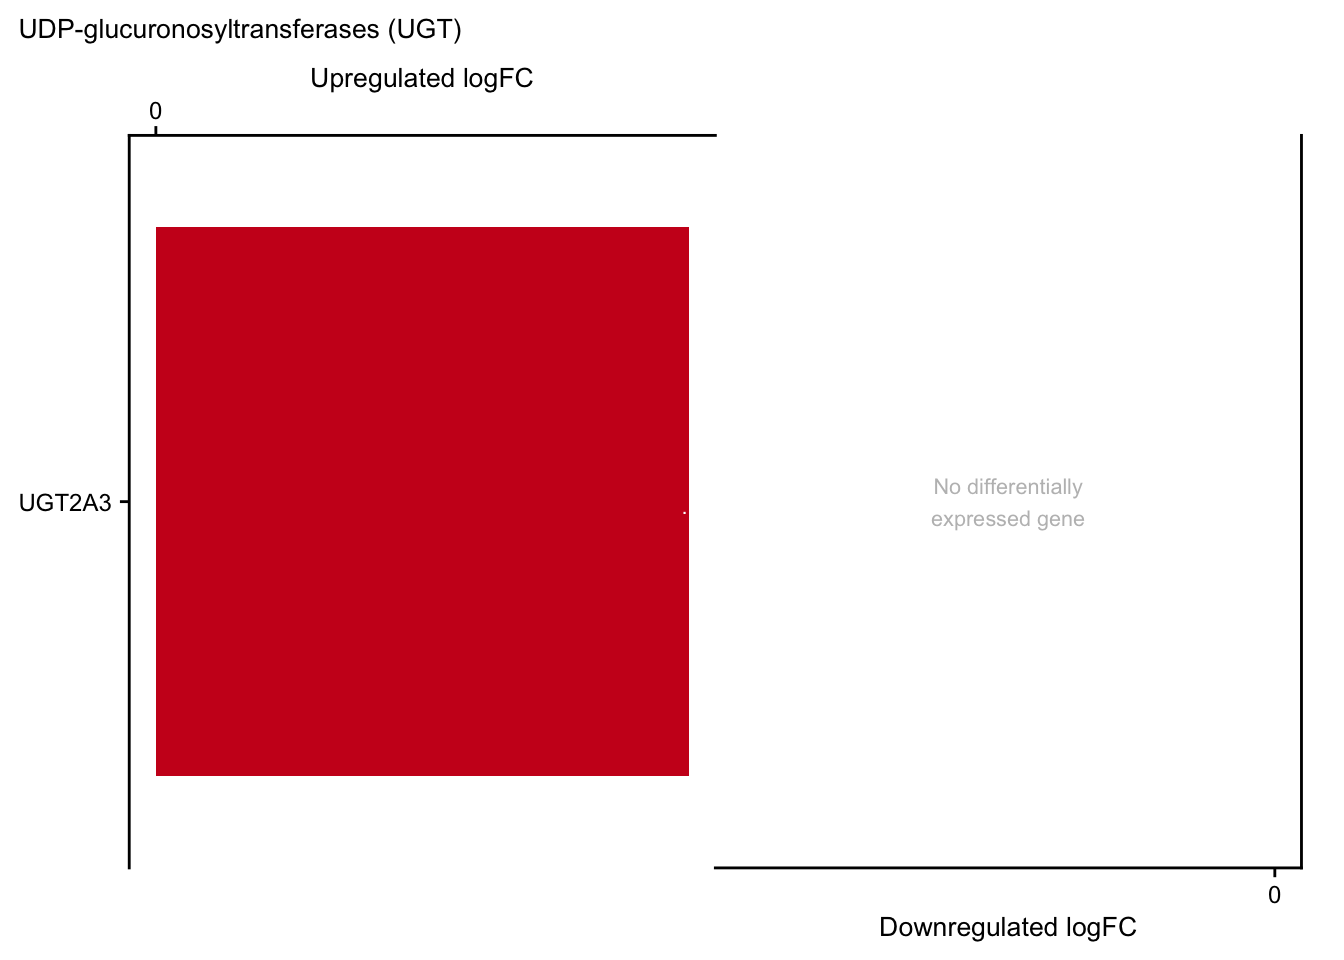 UDP-glucuronosyltransferases (UGT)
Upregulated logFC
0
UGT2A3
No differentially
expressed gene
0
Downregulated logFC